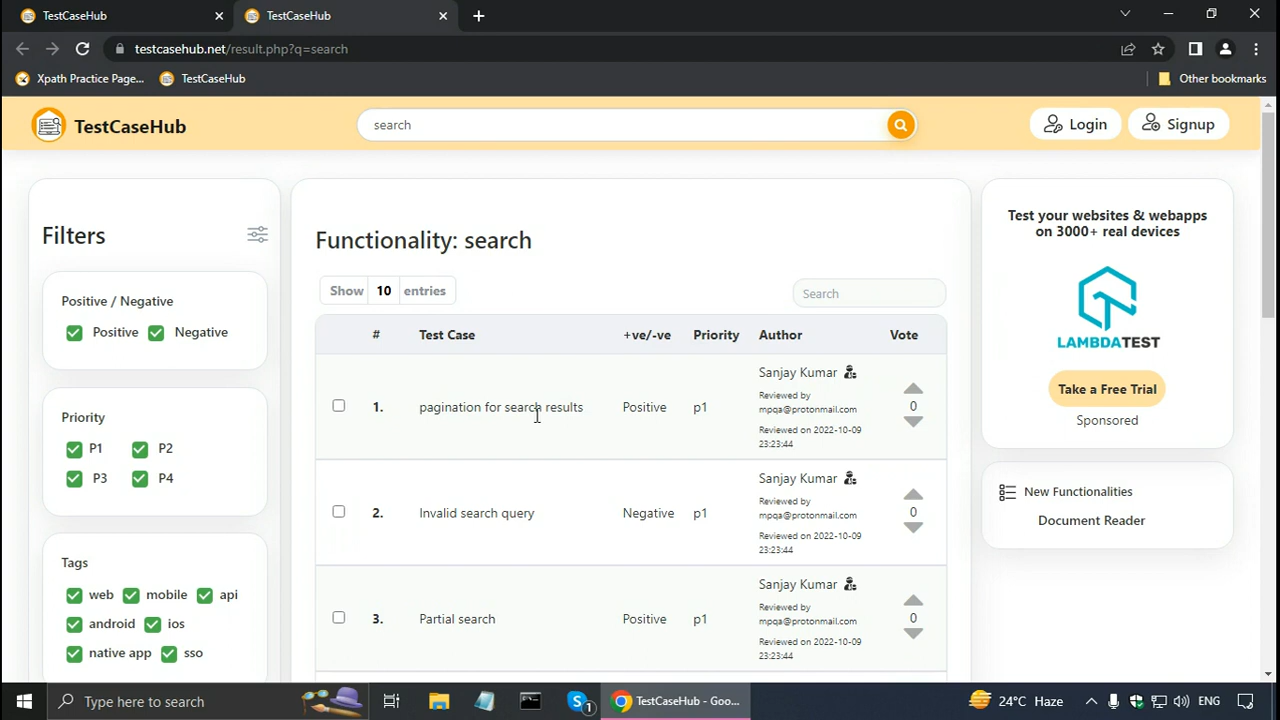 TestCaseHub
TestCaseHub
testcasehub.net/result.php?q=search
Xpath Practice Page...
TestCaseHub
Other bookmarks
TestCaseHub
search
Login
Signup
Filters
Positive / Negative
Positive
Negative
Priority
P1
P2
P3
P4
Tags
web
mobile
api
android
ios
native app
sso
Functionality: search
Show 10 entries
Search
# Test Case +ve/-ve Priority Author Vote
1. pagination for search results Positive p1 Sanjay Kumar 0
Reviewed by
mpqa@protonmail.com
Reviewed on 2022-10-09
23:23:44
2. Invalid search query Negative p1 Sanjay Kumar 0
Reviewed by
mpqa@protonmail.com
Reviewed on 2022-10-09
23:23:44
3. Partial search Positive p1 Sanjay Kumar 0
Reviewed by
mpqa@protonmail.com
Reviewed on 2022-10-09
23:23:44
Test your websites & webapps
on 3000+ real devices
LAMBDATEST
Take a Free Trial
Sponsored
New Functionalities
Document Reader
Type here to search
1
TestCaseHub - Goo...
24°C Haze
ENG